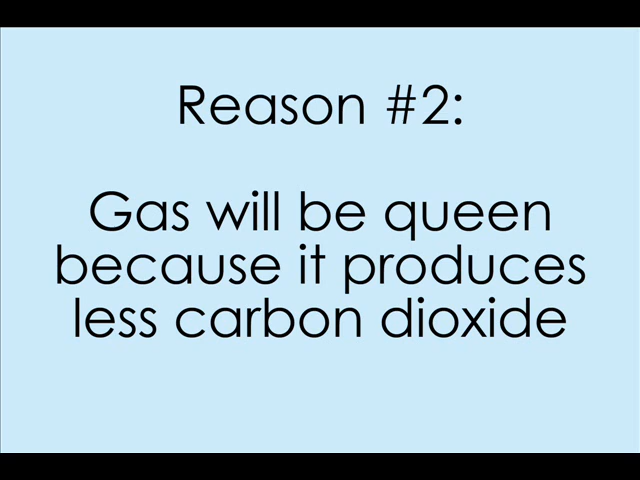 Reason #2:
Gas will be queen
because it produces
less carbon dioxide